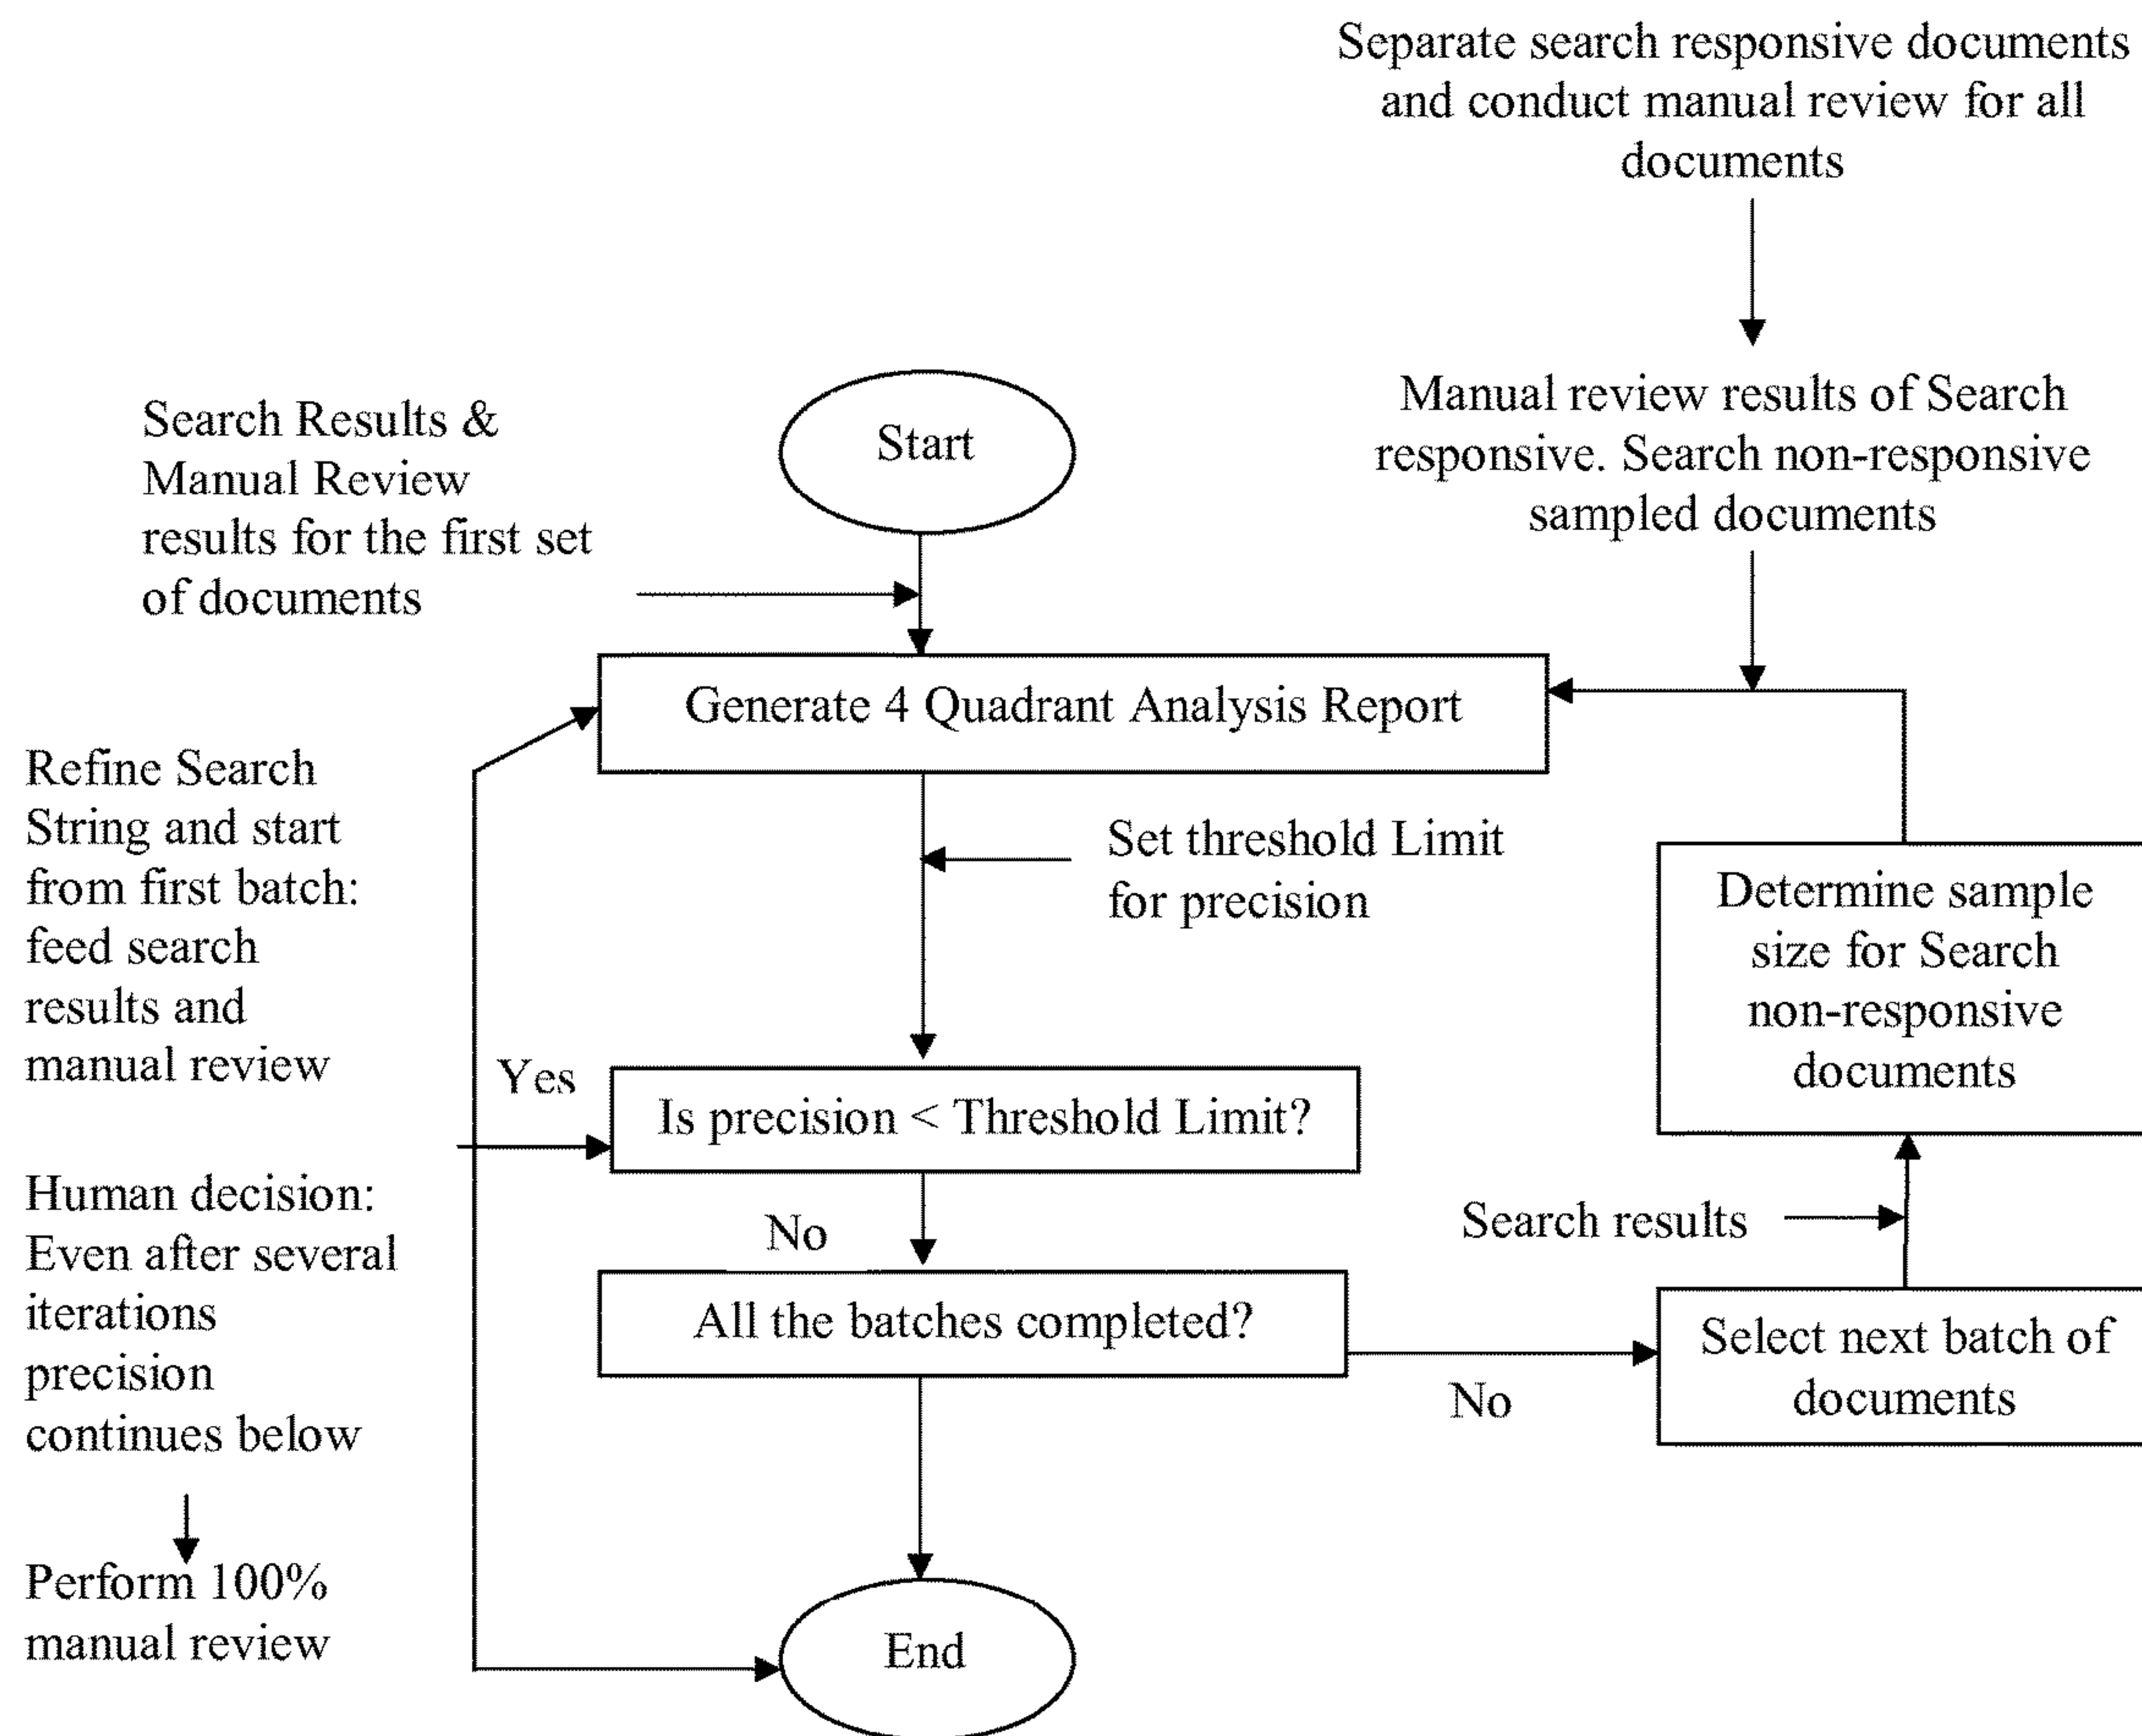 Separate search responsive documents
and conduct manual review for all
documents
Manual review results of Search
responsive. Search non-responsive
sampled documents
Search Results &
Manual Review
results for the first set
of documents
Start
Generate 4 Quadrant Analysis Report
Refine Search
String and start
from first batch:
feed search
results and
manual review
Set threshold Limit
for precision
Determine sample
size for Search
non-responsive
documents
Yes
Is precision < Threshold Limit?
Human decision:
Even after several
iterations
precision
continues below
No
Search results
All the batches completed?
Select next batch of
documents
No
Perform 100%
manual review
End